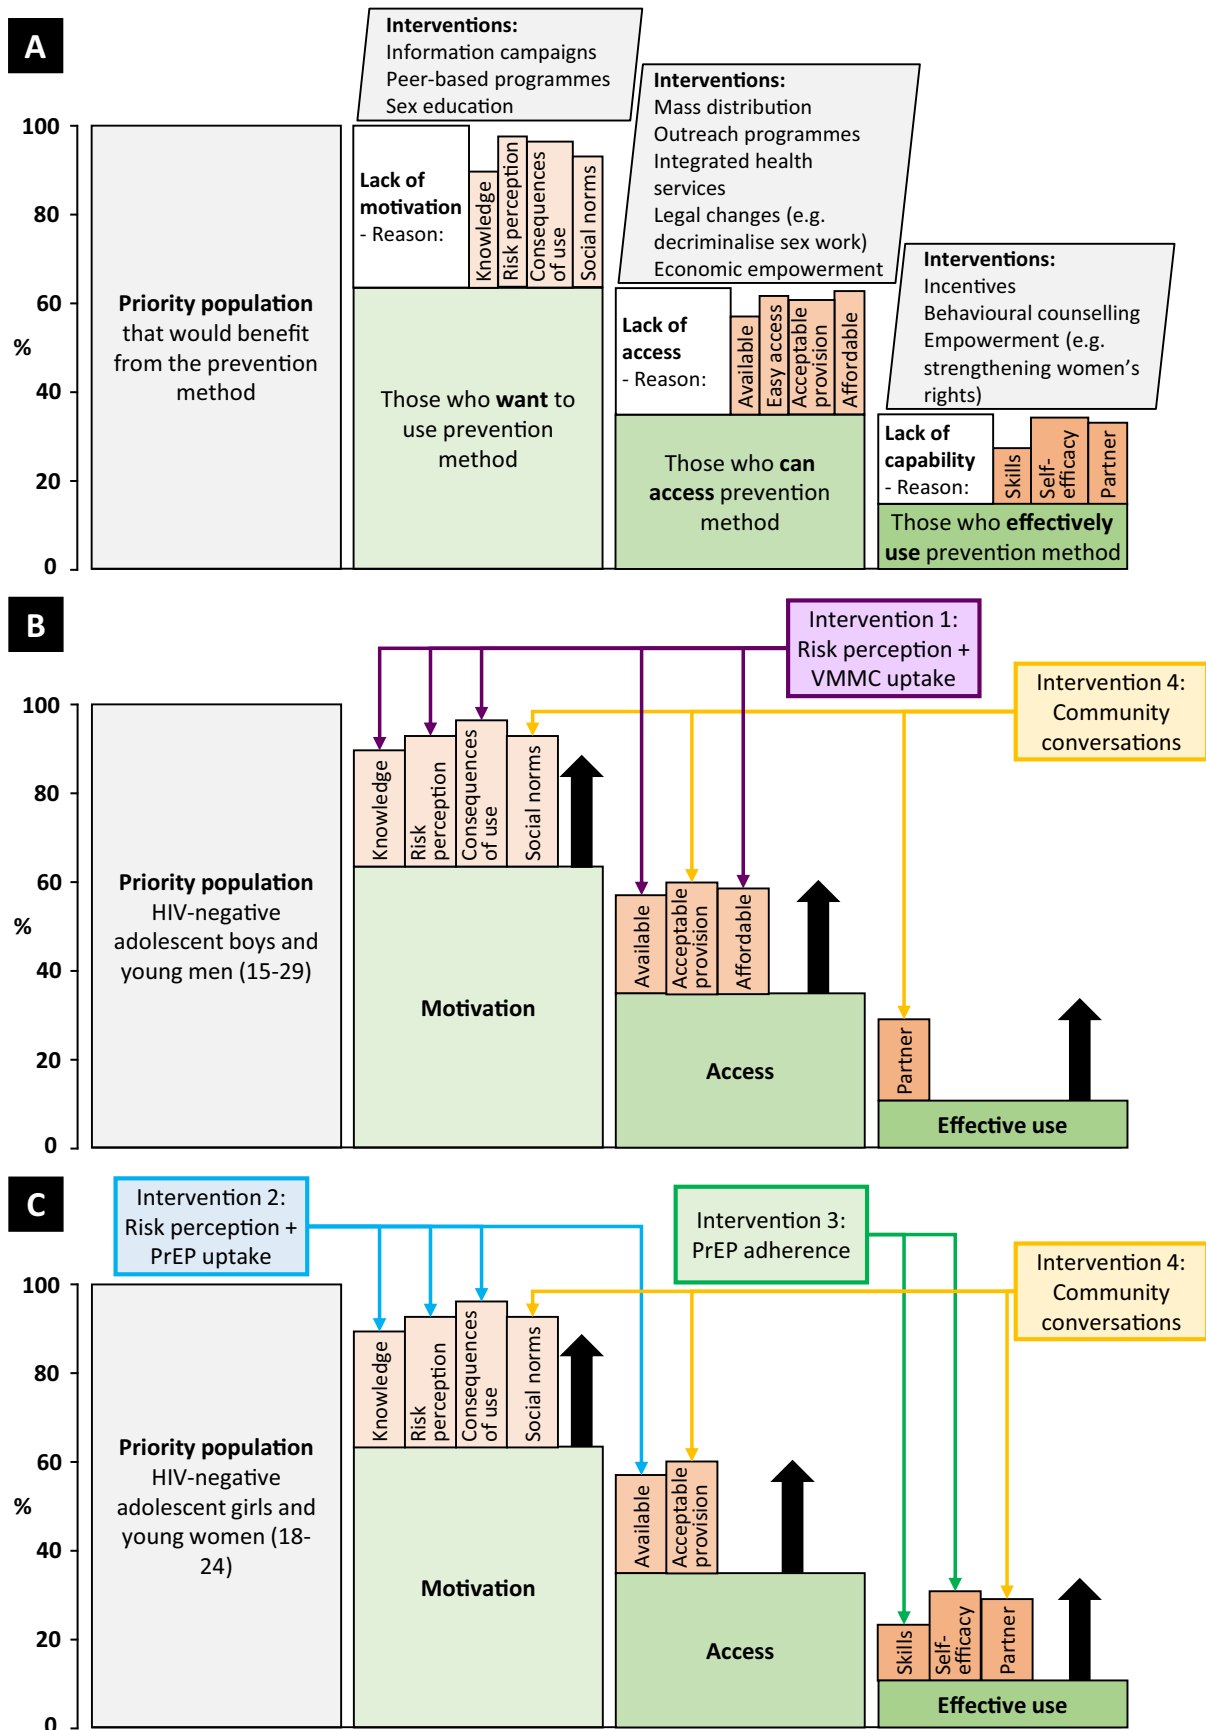 A
Interventions:
Information campaigns
Peer-based programmes
Sex education
Interventions:
Mass distribution
Outreach programmes
Integrated health
services
Legal changes (e.g.
decriminalise sex work)
Economic empowerment
Interventions:
Incentives
Behavioural counselling
Empowerment (e.g.
strengthening women's
rights)
100
80
60
%
40
20
0
Priority population
that would benefit
from the prevention
method
Lack of
motivation
- Reason:
Knowledge
Risk perception
Consequences
of use
Social norms
Those who want to
use prevention
method
Lack of
access
- Reason:
Available
Easy access
Acceptable
provision
Affordable
Those who can
access prevention
method
Lack of
capability
- Reason:
Skills
Self-
efficacy
Partner
Those who effectively
use prevention method
B
Intervention 1:
Risk perception +
VMMC uptake
Intervention 4:
Community
conversations
100
80
60
%
40
20
0
Priority population
HIV-negative
adolescent boys and
young men (15-29)
Knowledge
Risk
perception
Consequences
of use
Social norms
Motivation
Available
Acceptable
provision
Affordable
Access
Partner
Effective use
C
Intervention 2:
Risk perception +
PrEP uptake
Intervention 3:
PrEP adherence
Intervention 4:
Community
conversations
100
80
60
%
40
20
0
Priority population
HIV-negative
adolescent girls and
young women (18-
24)
Knowledge
Risk
perception
Consequences
of use
Social norms
Motivation
Available
Acceptable
provision
Access
Skills
Self-
efficacy
Partner
Effective use